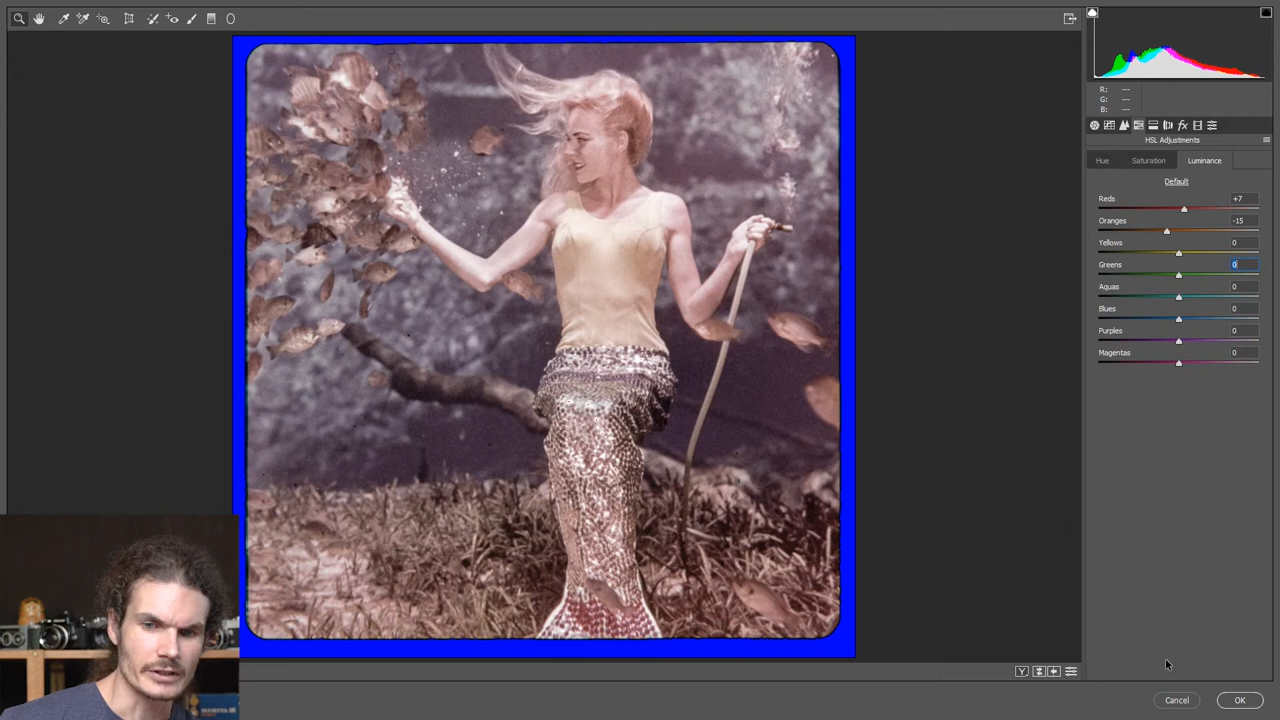 R: ---
G: ---
B: ---
fx
HSL Adjustments
Hue Saturation Luminance
Default
Reds +7
Oranges -15
Yellows 0
Greens 0
Aquas 0
Blues 0
Purples 0
Magentas 0
Y
Cancel OK